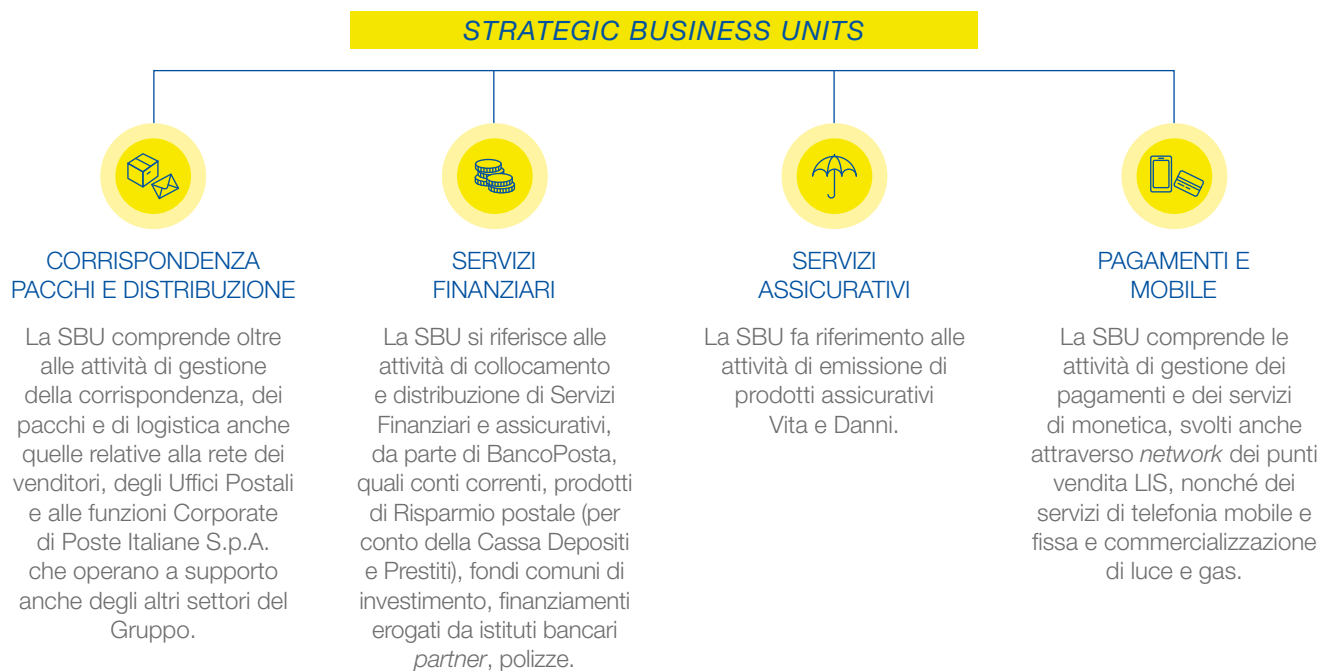 STRATEGIC BUSINESS UNITS
CORRISPONDENZA
PACCHI E DISTRIBUZIONE
La SBU comprende oltre
alle attività di gestione
della corrispondenza, dei
pacchi e di logistica anche
quelle relative alla rete dei
venditori, degli Uffici Postali
e alle funzioni Corporate
di Poste Italiane S.p.A.
che operano a supporto
anche degli altri settori del
Gruppo.
SERVIZI
FINANZIARI
La SBU si riferisce alle
attività di collocamento
e distribuzione di Servizi
Finanziari e assicurativi,
da parte di BancoPosta,
quali conti correnti, prodotti
di Risparmio postale (per
conto della Cassa Depositi
e Prestiti), fondi comuni di
investimento, finanziamenti
erogati da istituti bancari
partner, polizze.
SERVIZI
ASSICURATIVI
La SBU fa riferimento alle
attività di emissione di
prodotti assicurativi
Vita e Danni.
PAGAMENTI E
MOBILE
La SBU comprende le
attività di gestione dei
pagamenti e dei servizi
di monetica, svolti anche
attraverso network dei punti
vendita LIS, nonché dei
servizi di telefonia mobile e
fissa e commercializzazione
di luce e gas.